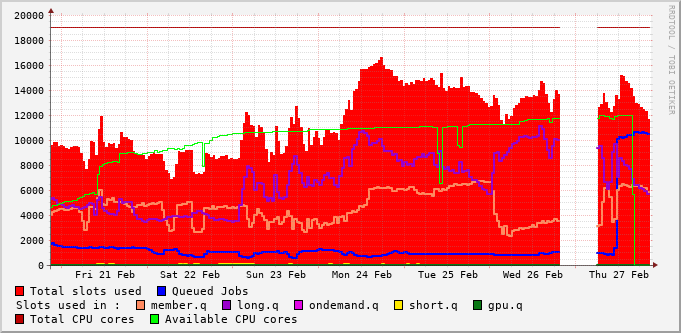 20000
18000
16000
14000
12000
10000
8000
6000
4000
2000
0
Fri 21 Feb Sat 22 Feb Sun 23 Feb Mon 24 Feb Tue 25 Feb Wed 26 Feb Thu 27 Feb
Total slots used Queued Jobs
Slots used in : member.q long.q ondemand.q short.q gpu.q
Total CPU cores Available CPU cores
RRDTOOL / TOBI OETIKER